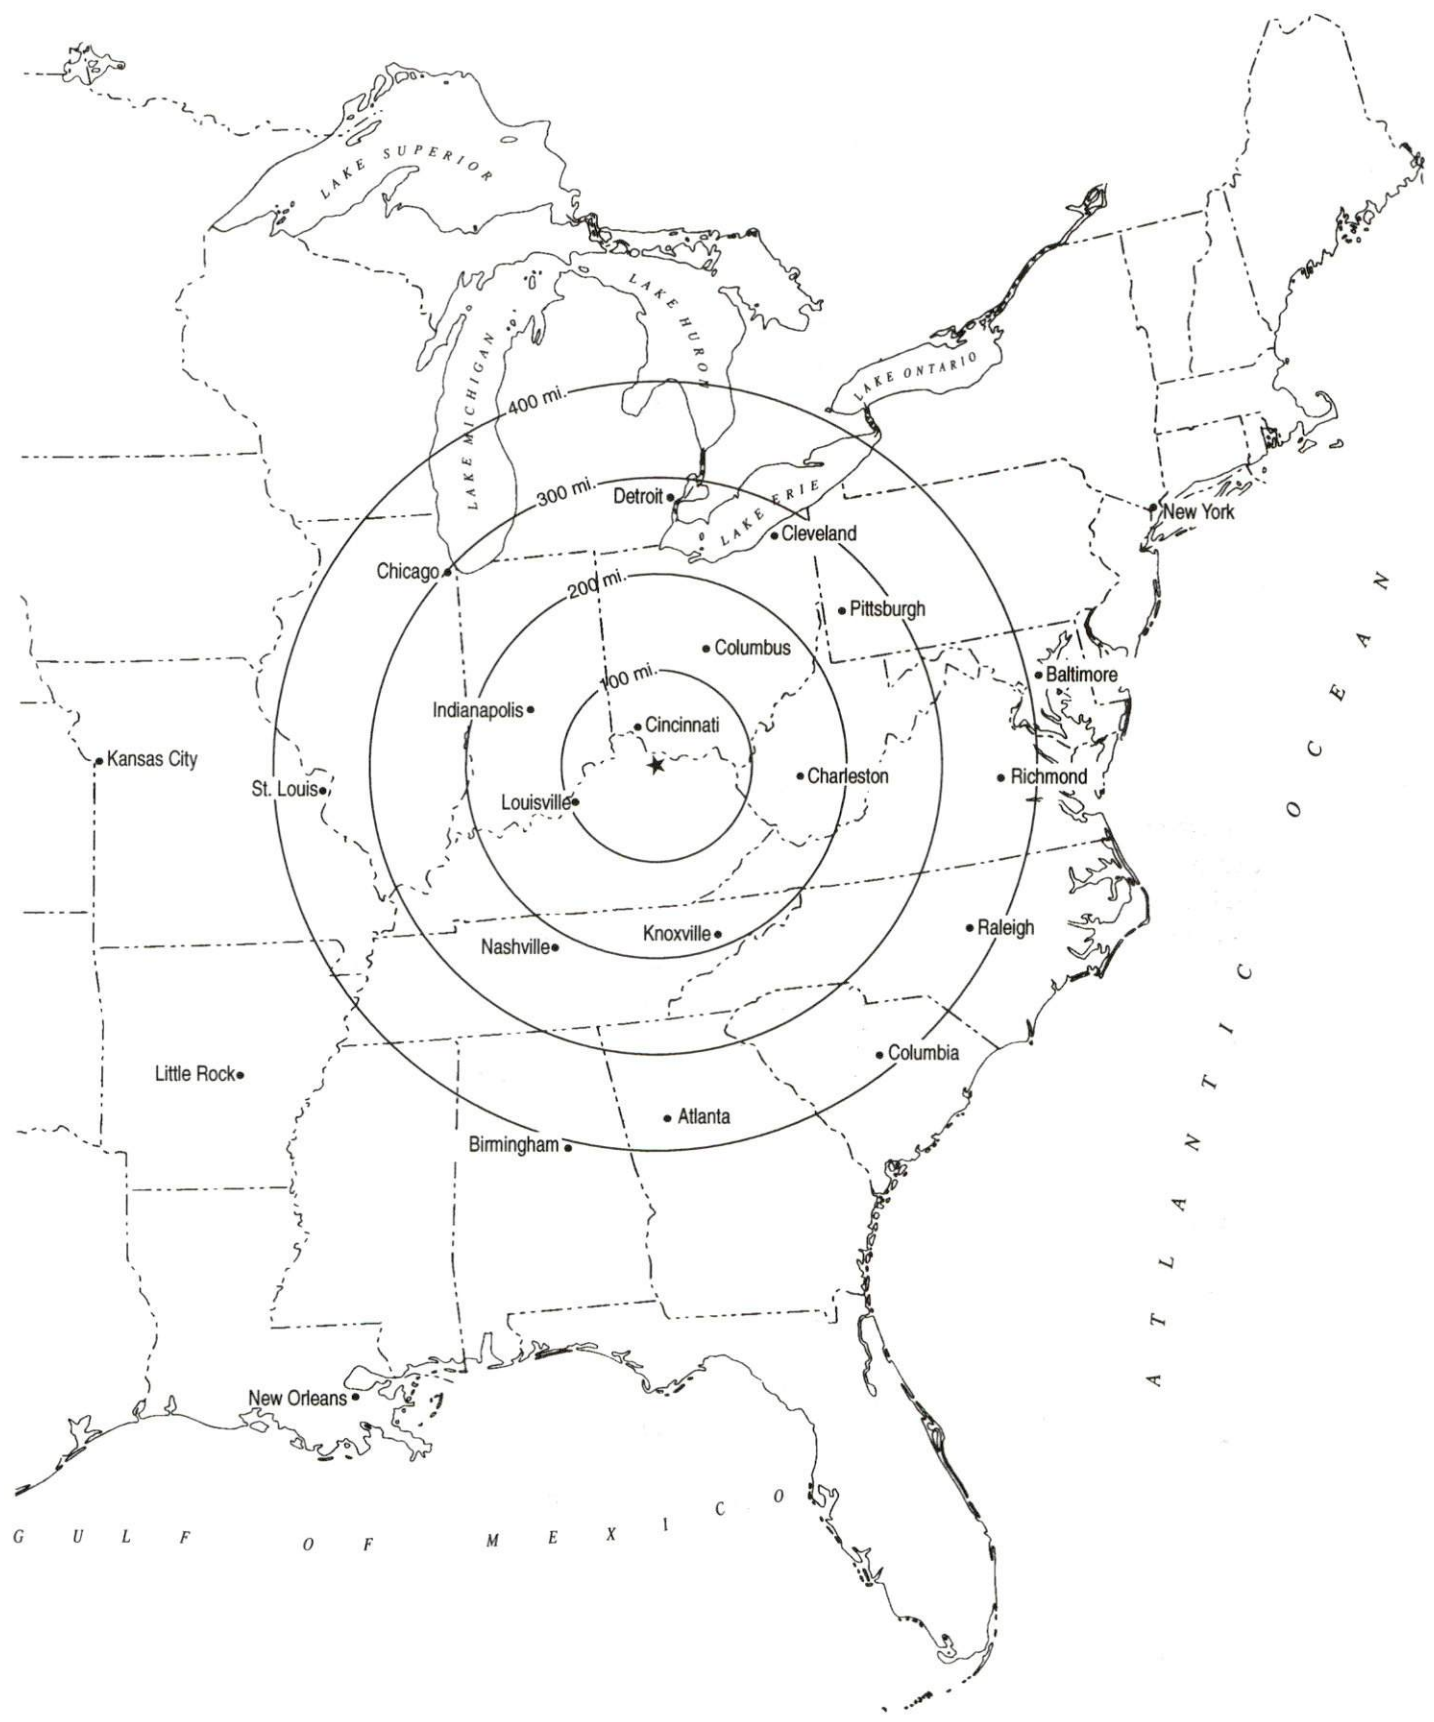 LAKE SUPERIOR
LAKE HURON
LAKE MICHIGAN
LAKE ONTARIO
400 mi.
300 mi.
Detroit
LAKE ERIE
New York
Cleveland
Chicago
200 mi.
Pittsburgh
Columbus
100 mi.
Baltimore
Indianapolis
Cincinnati
Kansas City
Charleston
Richmond
St. Louis
Louisville
Raleigh
Knoxville
Nashville
Columbia
Little Rock
Atlanta
Birmingham
New Orleans
ATLANTIC OCEAN
GULF OF MEXICO